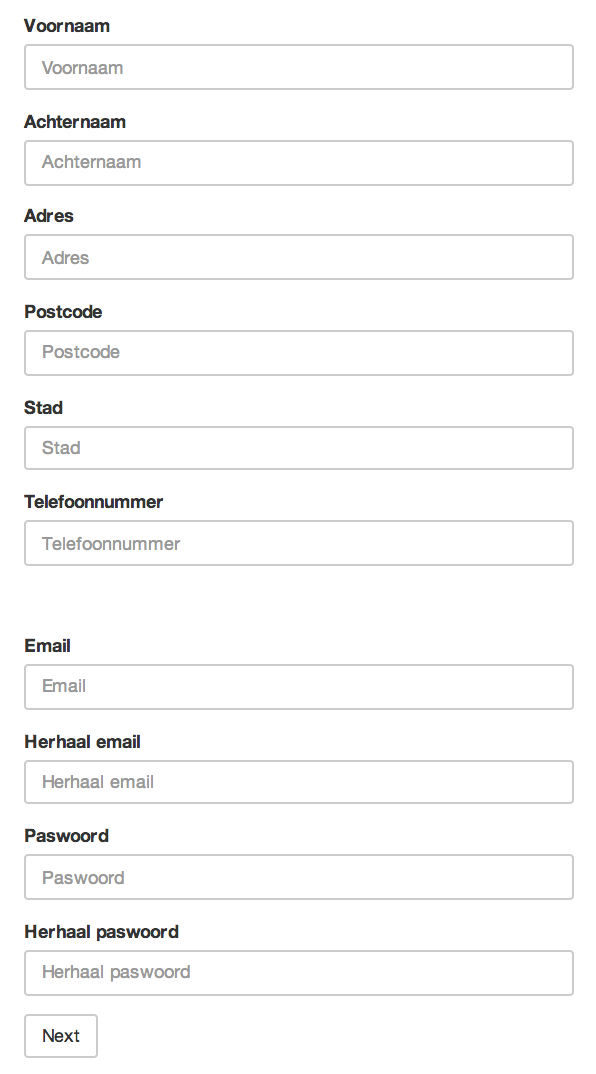 Voornaam
Voornaam
Achternaam
Achternaam
Adres
Adres
Postcode
Postcode
Stad
Stad
Telefoonnummer
Telefoonnummer
Email
Email
Herhaal email
Herhaal email
Paswoord
Paswoord
Herhaal paswoord
Herhaal paswoord
Next